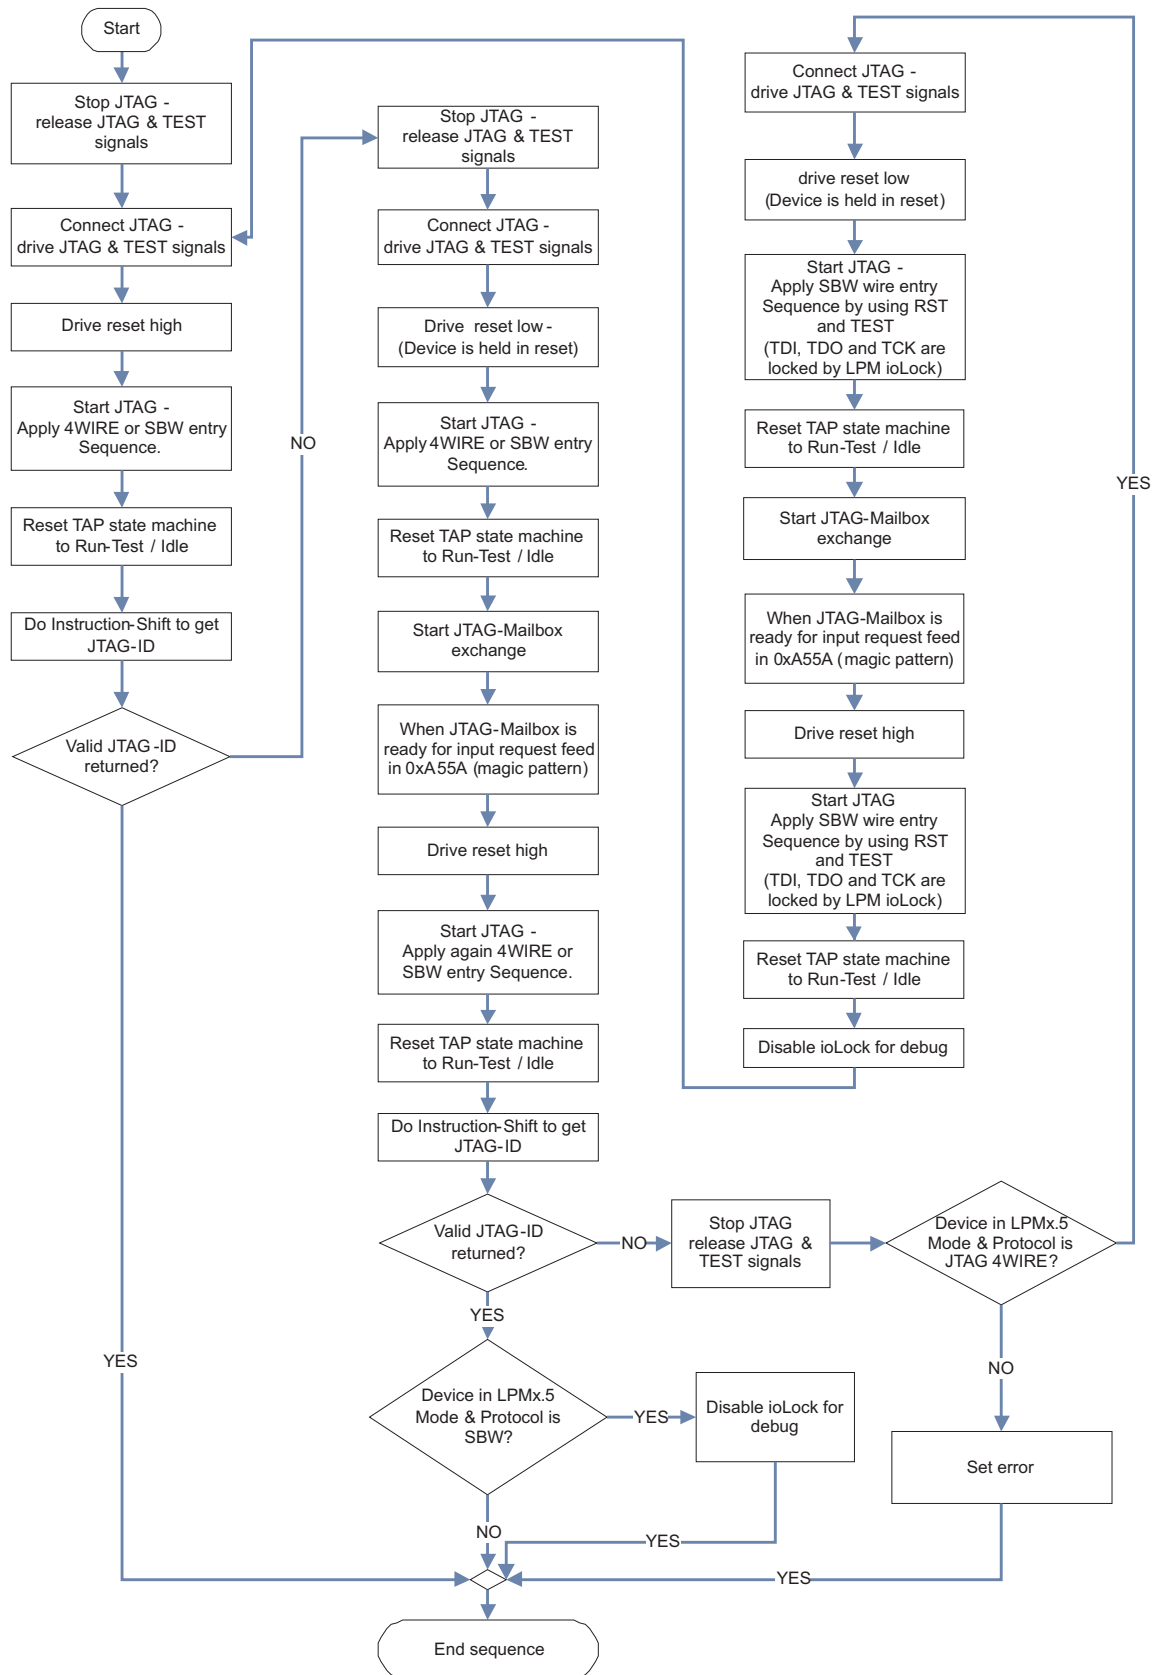 Start
Stop JTAG -
release JTAG & TEST
signals
Connect JTAG -
drive JTAG & TEST signals
Drive reset high
Start JTAG -
Apply 4WIRE or SBW entry
Sequence.
Reset TAP state machine
to Run-Test / Idle
Do Instruction-Shift to get
JTAG-ID
Valid JTAG-ID
returned?
YES
NO
Stop JTAG -
release JTAG & TEST
signals
Connect JTAG -
drive JTAG & TEST signals
Drive reset low -
(Device is held in reset)
Start JTAG -
Apply 4WIRE or SBW entry
Sequence.
Reset TAP state machine
to Run-Test / Idle
Start JTAG-Mailbox
exchange
When JTAG-Mailbox is
ready for input request feed
in 0xA55A (magic pattern)
Drive reset high
Start JTAG -
Apply again 4WIRE or
SBW entry Sequence.
Reset TAP state machine
to Run-Test / Idle
Do Instruction-Shift to get
JTAG-ID
Valid JTAG-ID
returned?
NO
YES
Stop JTAG
release JTAG &
TEST signals
Device in LPMx.5
Mode & Protocol is
JTAG 4WIRE?
YES
NO
Connect JTAG -
drive JTAG & TEST signals
drive reset low
(Device is held in reset)
Start JTAG -
Apply SBW wire entry
Sequence by using RST
and TEST
(TDI, TDO and TCK are
locked by LPM ioLock)
Reset TAP state machine
to Run-Test / Idle
Start JTAG-Mailbox
exchange
When JTAG-Mailbox is
ready for input request feed
in 0xA55A (magic pattern)
Drive reset high
Start JTAG
Apply SBW wire entry
Sequence by using RST
and TEST
(TDI, TDO and TCK are
locked by LPM ioLock)
Reset TAP state machine
to Run-Test / Idle
Disable ioLock for debug
Device in LPMx.5
Mode & Protocol is
SBW?
YES
Disable ioLock for
debug
Set error
NO
YES
YES
End sequence